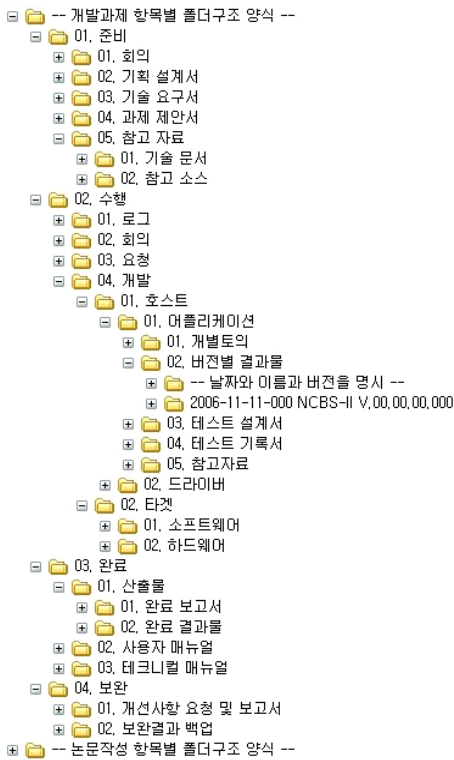 -- 개발과제 항목별 폴더구조 양식 --
01. 준비
01. 회의
02. 기획 설계서
03. 기술 요구서
04. 과제 제안서
05. 참고 자료
01. 기술 문서
02. 참고 소스
02. 수행
01. 로그
02. 회의
03. 요청
04. 개발
01. 호스트
01. 어플리케이션
01. 개별토의
02. 버전별 결과물
-- 날짜와 이름과 버전을 명시 --
2006-11-11-000 NCBS-II V.00.00.00.000
03. 테스트 설계서
04. 테스트 기록서
05. 참고자료
02. 드라이버
02. 타겟
01. 소프트웨어
02. 하드웨어
03. 완료
01. 산출물
01. 완료 보고서
02. 완료 결과물
02. 사용자 매뉴얼
03. 테크니컬 매뉴얼
04. 보완
01. 개선사항 요청 및 보고서
02. 보완결과 백업
-- 논문작성 항목별 폴더구조 양식 --